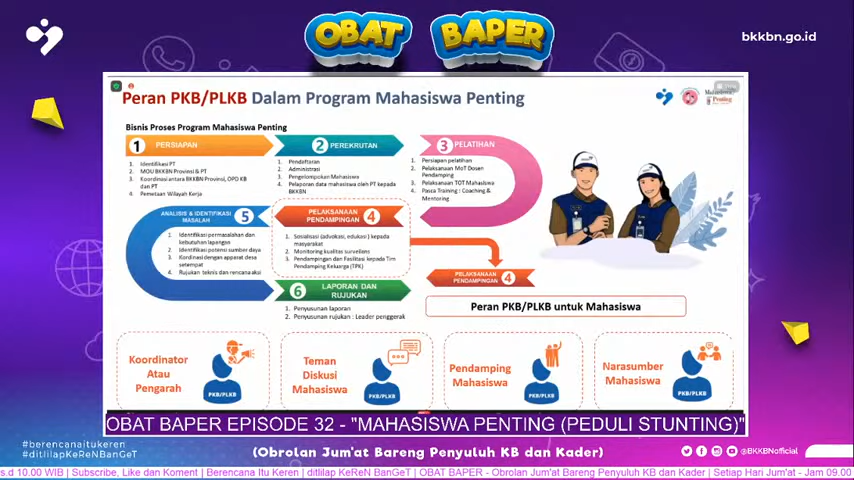 OBAT BAPER
bkkbn.go.id
Peran PKB/PLKB Dalam Program Mahasiswa Penting
Bisnis Proses Program Mahasiswa Penting
1 PERSIAPAN
1. Identifikasi PT
2. MOU BKKBN Provinsi & PT
3. Koordinasi antara BKKBN Provinsi, OPD KB
dan PT
4. Pemetaan Wilayah Kerja
2 PEREKRUTAN
1. Pendaftaran
2. Administrasi
3. Pengelompokan Mahasiswa
4. Pelaporan data mahasiswa oleh PT kepada
BKKBN
3 PELATIHAN
1. Persiapan pelatihan
2. Pelaksanaan MoT Dosen
Pendamping
3. Pelaksanaan TOT Mahasiswa
4. Pasca Training : Coaching &
Mentoring
PELAKSANAAN
PENDAMPINGAN 4
1. Sosialisasi (advokasi, edukasi) kepada
masyarakat
2. Monitoring kualitas surveilans
3. Pendampingan dan Fasilitasi kepada Tim
Pendamping Keluarga (TPK)
ANALISIS & IDENTIFIKASI
MASALAH 5
1. Identifikasi permasalahan dan
kebutuhan lapangan
2. Identifikasi potensi sumber daya
3. Kordinasi dengan aparat desa
setempat
4. Rujukan teknis dan rencana aksi
6 LAPORAN DAN
RUJUKAN
1. Penyusunan laporan
2. Penyusunan rujukan : Leader penggerak
PELAKSANAAN
PENDAMPINGAN 4
Peran PKB/PLKB untuk Mahasiswa
Koordinator
Atau
Pengarah
PKB/PLKB
Teman
Diskusi
Mahasiswa
PKB/PLKB
Pendamping
Mahasiswa
PKB/PLKB
Narasumber
Mahasiswa
PKB/PLKB
OBAT BAPER EPISODE 32 - "MAHASISWA PENTING (PEDULI STUNTING)"
#berencanaitukeren
#ditlilapKeReNBanGeT
(Obrolan Jum'at Bareng Penyuluh KB dan Kader)
@BKKBNofficial
s.d 10.00 WIB | Subscribe, Like dan Koment | Berencana Itu Keren | ditlilap KeReN BanGeT | OBAT BAPER - Obrolan Jum'at Bareng Penyuluh KB dan Kader | Setiap Hari Jum'at - Jam 09.00